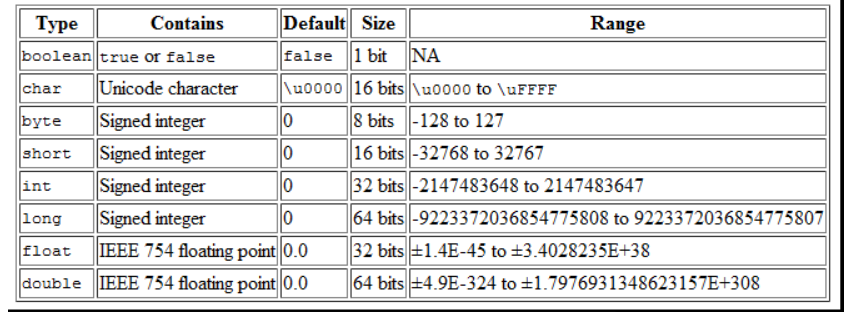 Type Contains Default Size Range
boolean true or false false 1 bit NA
char Unicode character \u0000 16 bits \u0000 to \uFFFF
byte Signed integer 0 8 bits -128 to 127
short Signed integer 0 16 bits -32768 to 32767
int Signed integer 0 32 bits -2147483648 to 2147483647
long Signed integer 0 64 bits -9223372036854775808 to 9223372036854775807
float IEEE 754 floating point 0.0 32 bits ±1.4E-45 to ±3.4028235E+38
double IEEE 754 floating point 0.0 64 bits ±4.9E-324 to ±1.7976931348623157E+308